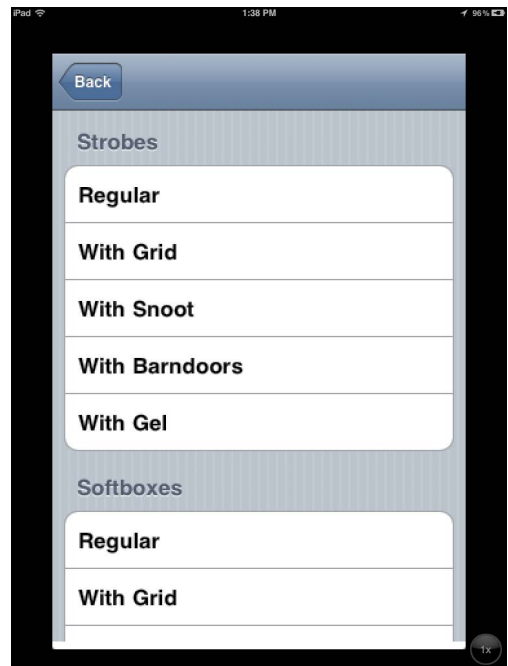 iPad 1:38 PM 96%
Back
Strobes
Regular
With Grid
With Snoot
With Barndoors
With Gel
Softboxes
Regular
With Grid
1x